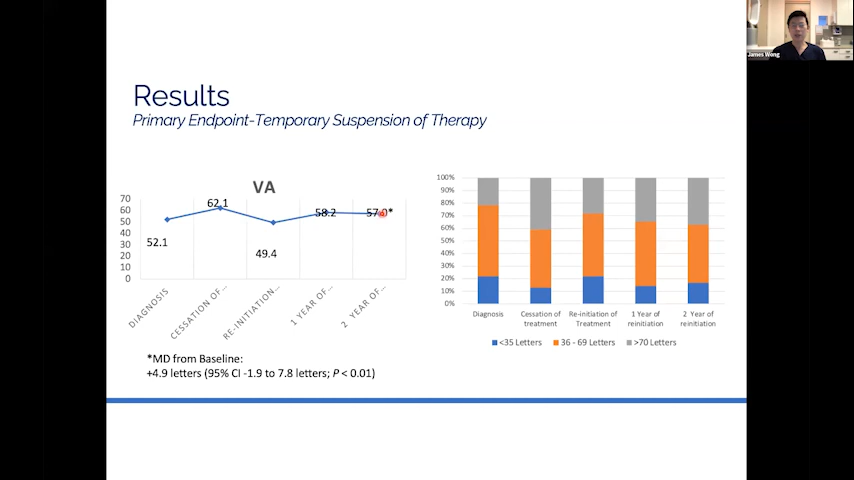 James Wong
Results
Primary Endpoint-Temporary Suspension of Therapy
VA
70
60
50
40
30
20
10
0
52.1
62.1
49.4
58.2
57.0*
DIAGNOSIS
CESSATION OF...
RE-INITIATION...
1 YEAR OF...
2 YEAR OF...
*MD from Baseline:
+4.9 letters (95% CI -1.9 to 7.8 letters; P < 0.01)
100%
90%
80%
70%
60%
50%
40%
30%
20%
10%
0%
Diagnosis
Cessation of
treatment
Re-initiation of
Treatment
1 Year of
reinitiation
2 Year of
reinitiation
<35 Letters
36 - 69 Letters
>70 Letters